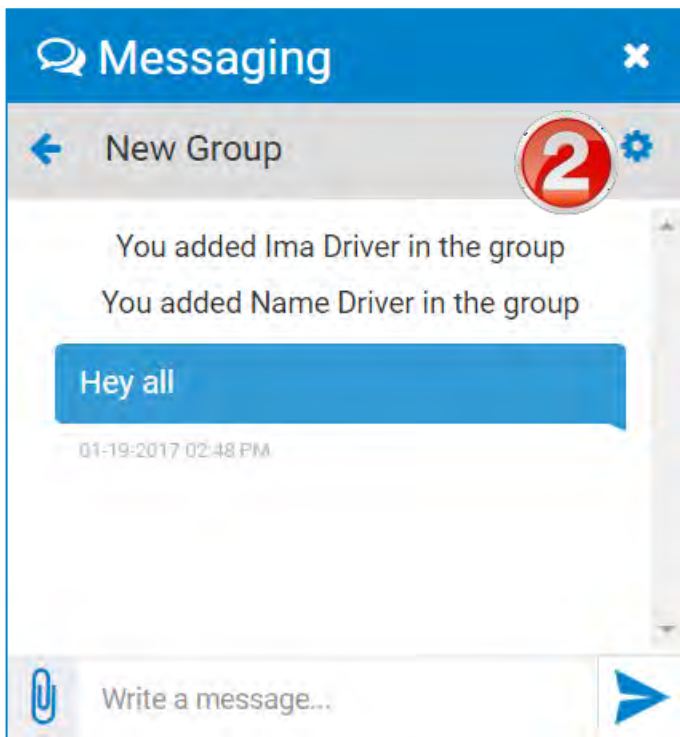 Messaging
New Group
2
You added Ima Driver in the group
You added Name Driver in the group
Hey all
01-19-2017 02:48 PM
Write a message...